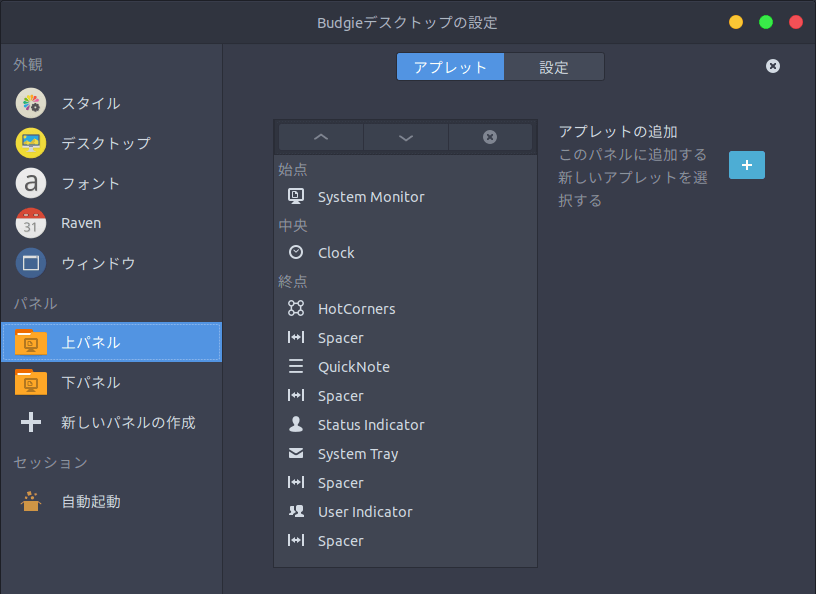 Budgieデスクトップの設定
外観
スタイル
デスクトップ
a
フォント
31
Raven
ウィンドウ
パネル
上パネル
下パネル
新しいパネルの作成
セッション
自動起動
アプレット
設定
始点
System Monitor
中央
Clock
終点
HotCorners
Spacer
QuickNote
Spacer
Status Indicator
System Tray
Spacer
User Indicator
Spacer
アプレットの追加
このパネルに追加する
新しいアプレットを選
択する